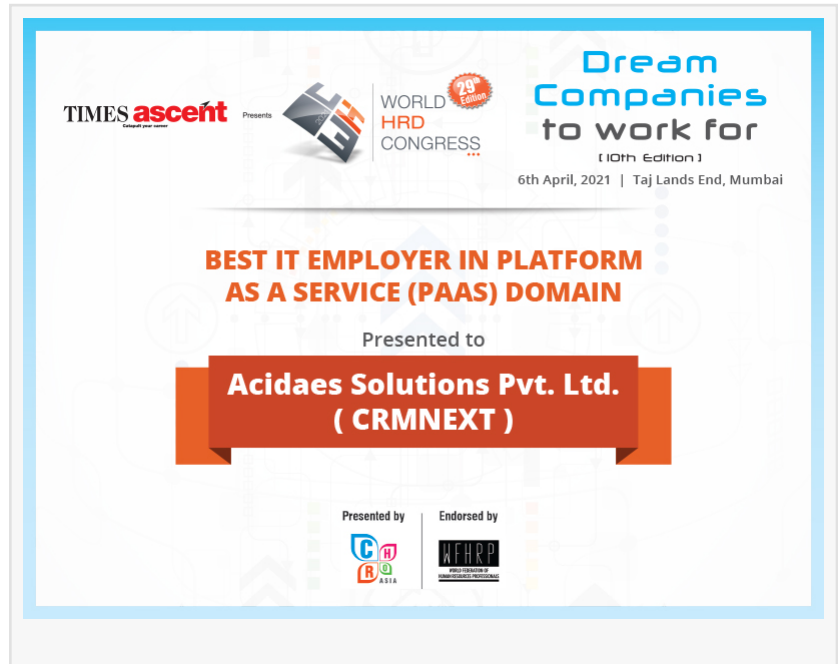 TIMES ascent
Catapult your career
Presents
WORLD
HRD
CONGRESS
29th
Edition
Dream
Companies
to work for
[ 10th Edition ]
6th April, 2021 | Taj Lands End, Mumbai
BEST IT EMPLOYER IN PLATFORM
AS A SERVICE (PAAS) DOMAIN
Presented to
Acidaes Solutions Pvt. Ltd.
( CRMNEXT )
Presented by
CHRO
ASIA
Endorsed by
WFHRP
WORLD FEDERATION OF
HUMAN RESOURCES PROFESSIONALS